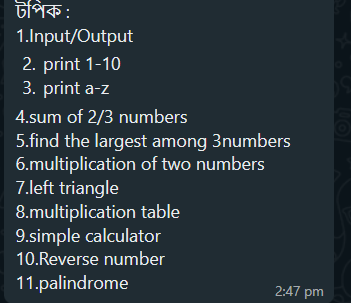 টপিক :
1.Input/Output
2. print 1-10
3. print a-z
4.sum of 2/3 numbers
5.find the largest among 3numbers
6.multiplication of two numbers
7.left triangle
8.multiplication table
9.simple calculator
10.Reverse number
11.palindrome
2:47 pm